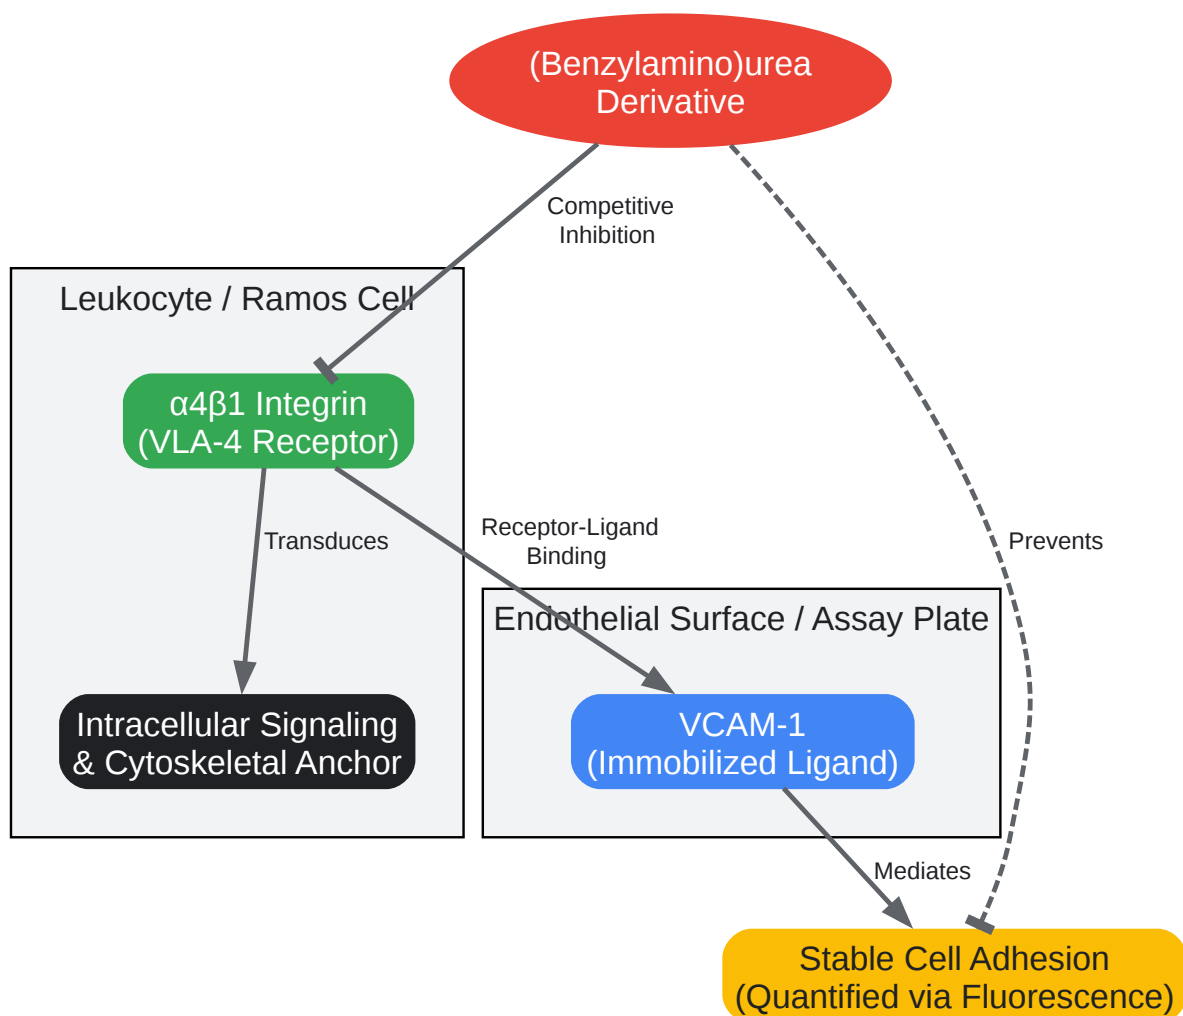 (Benzylamino)urea
Derivative
Competitive
Inhibition
Leukocyte / Ramos Cell
α4β1 Integrin
(VLA-4 Receptor)
Transduces
Receptor-Ligand
Binding
Prevents
Endothelial Surface / Assay Plate
Intracellular Signaling
& Cytoskeletal Anchor
VCAM-1
(Immobilized Ligand)
Mediates
Stable Cell Adhesion
(Quantified via Fluorescence)